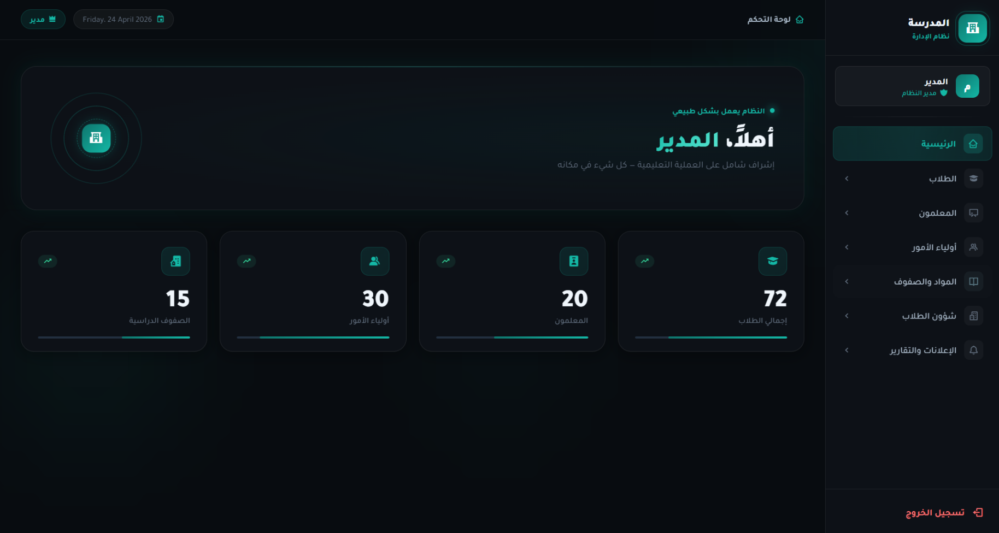 المدرسة
نظام الإدارة
المدير
مدير النظام
م
الرئيسية
الطلاب
المعلمون
أولياء الأمور
المواد والصفوف
شؤون الطلاب
الإعلانات والتقارير
تسجيل الخروج
لوحة التحكم
Friday, 24 April 2026
مدير
النظام يعمل بشكل طبيعي
أهلاً، المدير
إشراف شامل على العملية التعليمية — كل شيء في مكانه
72
إجمالي الطلاب
20
المعلمون
30
أولياء الأمور
15
الصفوف الدراسية